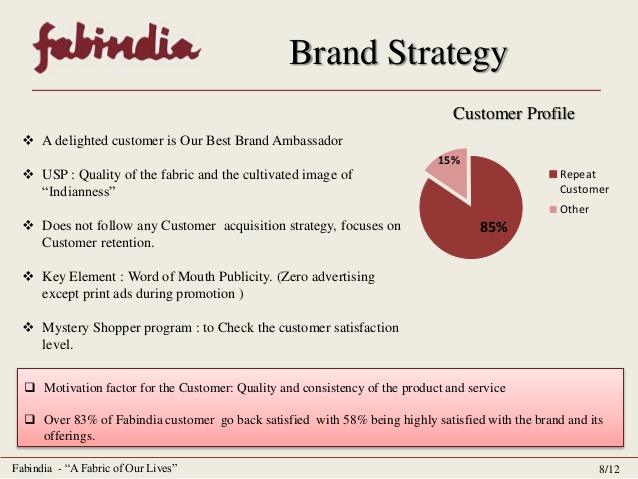 fabindia
Brand Strategy
Customer Profile
❖ A delighted customer is Our Best Brand Ambassador
❖ USP : Quality of the fabric and the cultivated image of
“Indianness”
❖ Does not follow any Customer acquisition strategy, focuses on
Customer retention.
❖ Key Element : Word of Mouth Publicity. (Zero advertising
except print ads during promotion )
❖ Mystery Shopper program : to Check the customer satisfaction
level.
15%
85%
Repeat
Customer
Other
❑ Motivation factor for the Customer: Quality and consistency of the product and service
❑ Over 83% of Fabindia customer go back satisfied with 58% being highly satisfied with the brand and its
offerings.
Fabindia - “A Fabric of Our Lives”
8/12